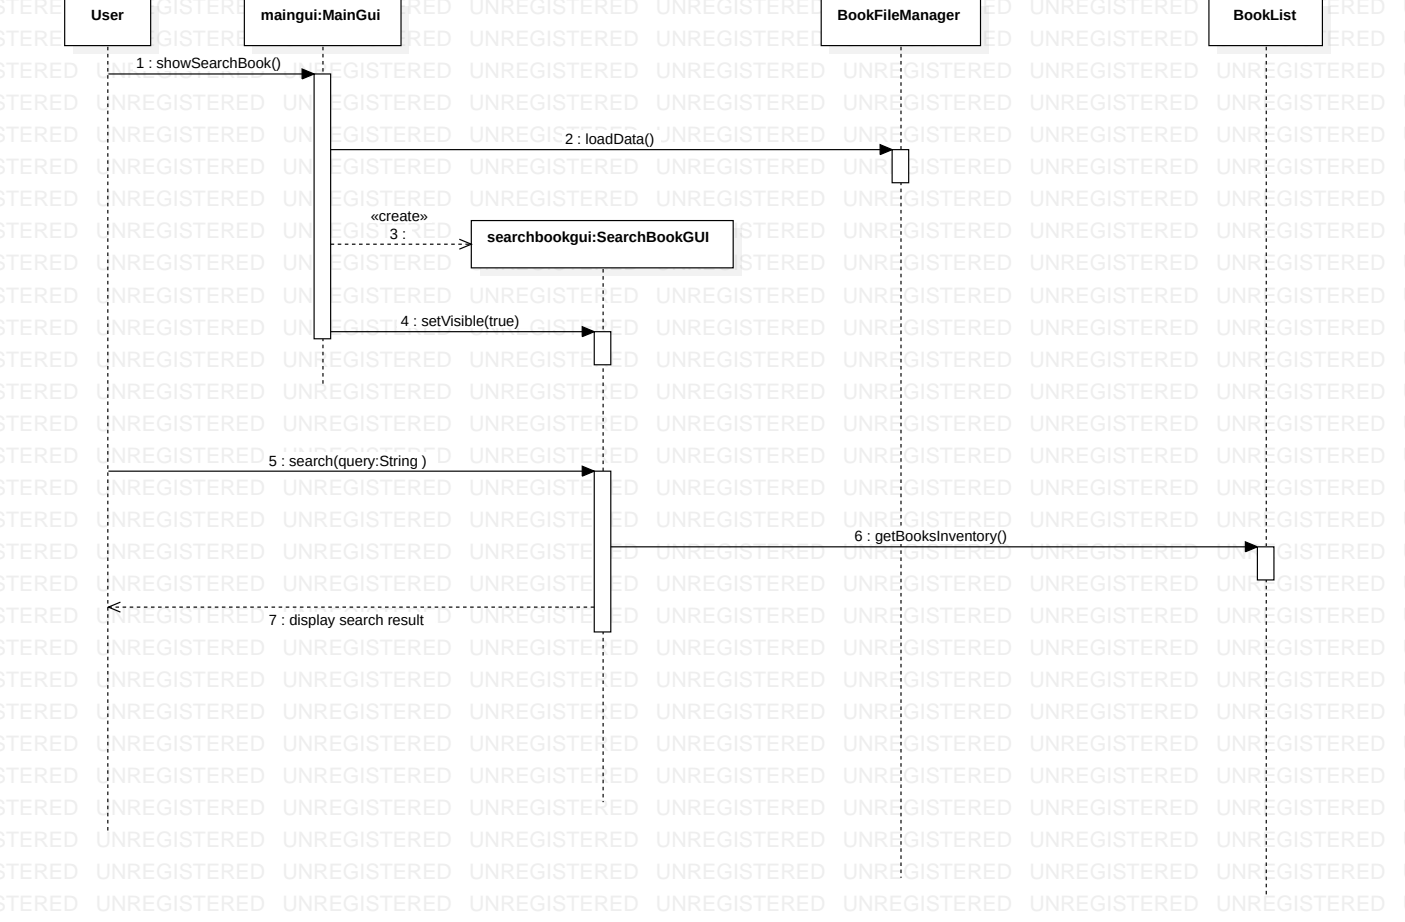 User
maingui:MainGui
BookFileManager
BookList
1 : showSearchBook()
2 : loadData()
«create»
3 :
searchbookgui:SearchBookGUI
4 : setVisible(true)
5 : search(query:String )
6 : getBooksInventory()
7 : display search result
UNREGISTERED